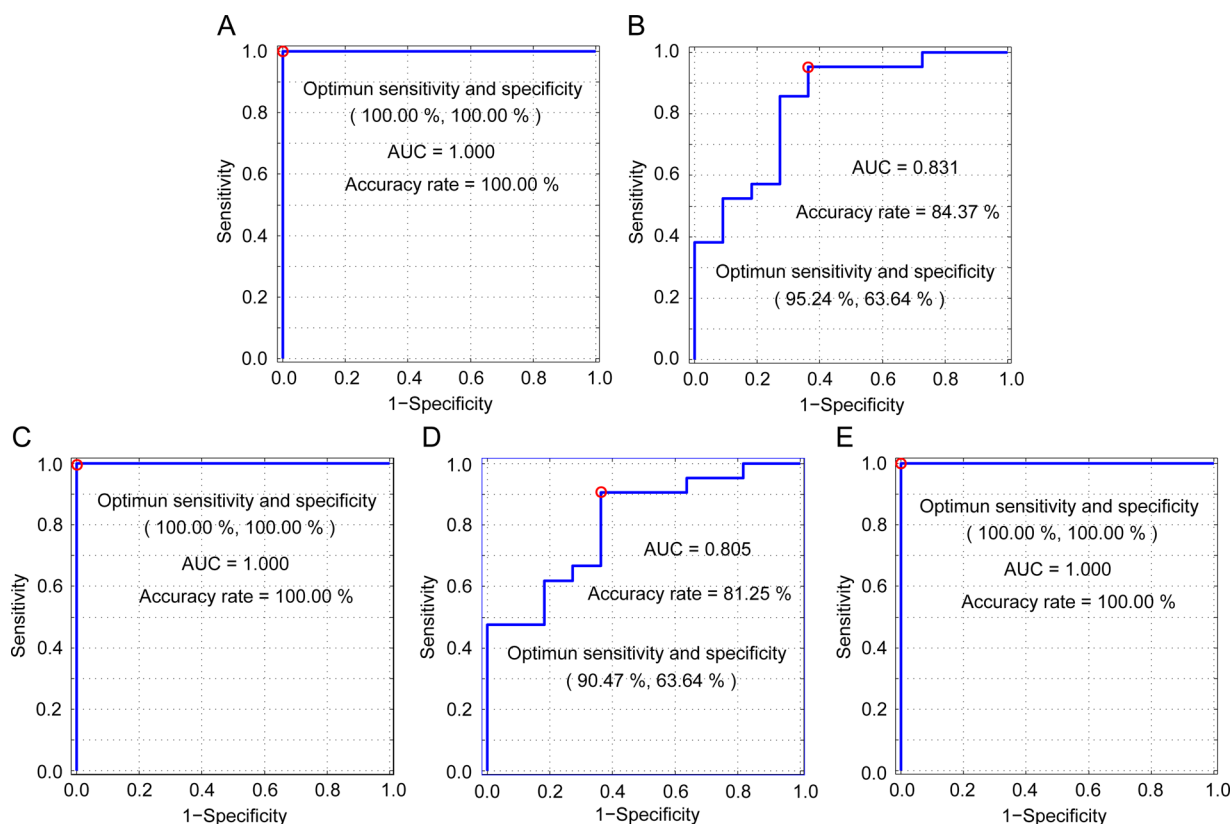 A
1.0
0.8
0.6
0.4
0.2
0.0
Sensitivity
Optimun sensitivity and specificity
( 100.00 %, 100.00 % )
AUC = 1.000
Accuracy rate = 100.00 %
0.0 0.2 0.4 0.6 0.8 1.0
1−Specificity
B
1.0
0.8
0.6
0.4
0.2
0.0
Sensitivity
AUC = 0.831
Accuracy rate = 84.37 %
Optimun sensitivity and specificity
( 95.24 %, 63.64 % )
0.0 0.2 0.4 0.6 0.8 1.0
1−Specificity
C
1.0
0.8
0.6
0.4
0.2
0.0
Sensitivity
Optimun sensitivity and specificity
( 100.00 %, 100.00 % )
AUC = 1.000
Accuracy rate = 100.00 %
0.0 0.2 0.4 0.6 0.8 1.0
1−Specificity
D
1.0
0.8
0.6
0.4
0.2
0.0
Sensitivity
AUC = 0.805
Accuracy rate = 81.25 %
Optimun sensitivity and specificity
( 90.47 %, 63.64 % )
0.0 0.2 0.4 0.6 0.8 1.0
1−Specificity
E
1.0
0.8
0.6
0.4
0.2
0.0
Sensitivity
Optimun sensitivity and specificity
( 100.00 %, 100.00 % )
AUC = 1.000
Accuracy rate = 100.00 %
0.0 0.2 0.4 0.6 0.8 1.0
1−Specificity